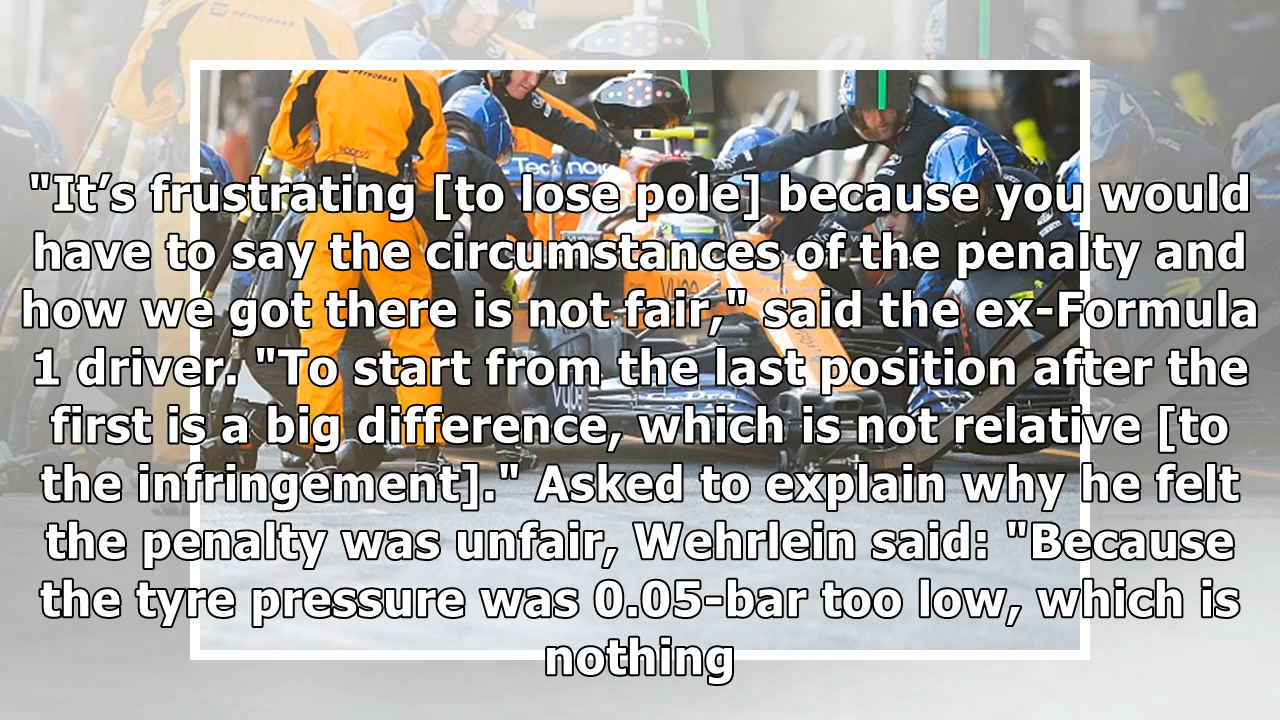 PETROBRAS
PETROBRAS
"It’s frustrating [to lose pole] because you would
have to say the circumstances of the penalty and
how we got there is not fair," said the ex-Formula
1 driver. "To start from the last position after the
first is a big difference, which is not relative [to
the infringement]." Asked to explain why he felt
the penalty was unfair, Wehrlein said: "Because
the tyre pressure was 0.05-bar too low, which is
nothing